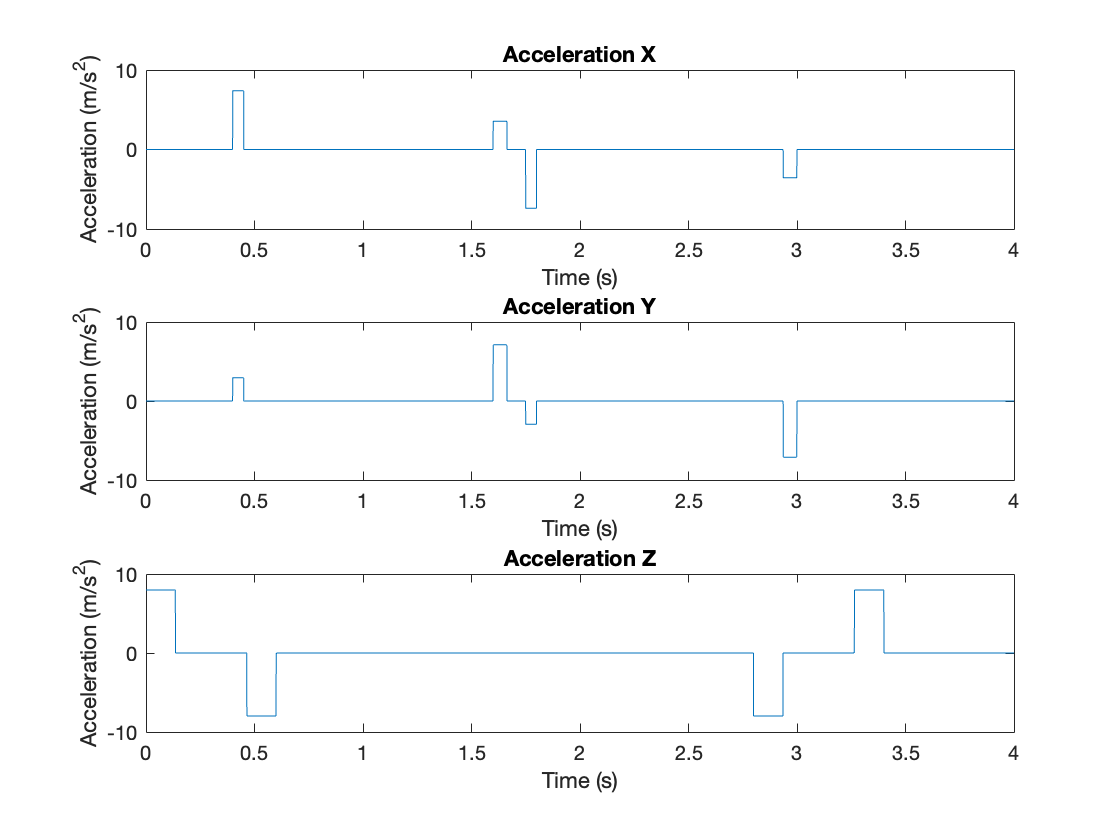 Acceleration X
Acceleration (m/s²)
10
0
-10
0 0.5 1 1.5 2 2.5 3 3.5 4
Time (s)
Acceleration Y
Acceleration (m/s²)
10
0
-10
0 0.5 1 1.5 2 2.5 3 3.5 4
Time (s)
Acceleration Z
Acceleration (m/s²)
10
0
-10
0 0.5 1 1.5 2 2.5 3 3.5 4
Time (s)